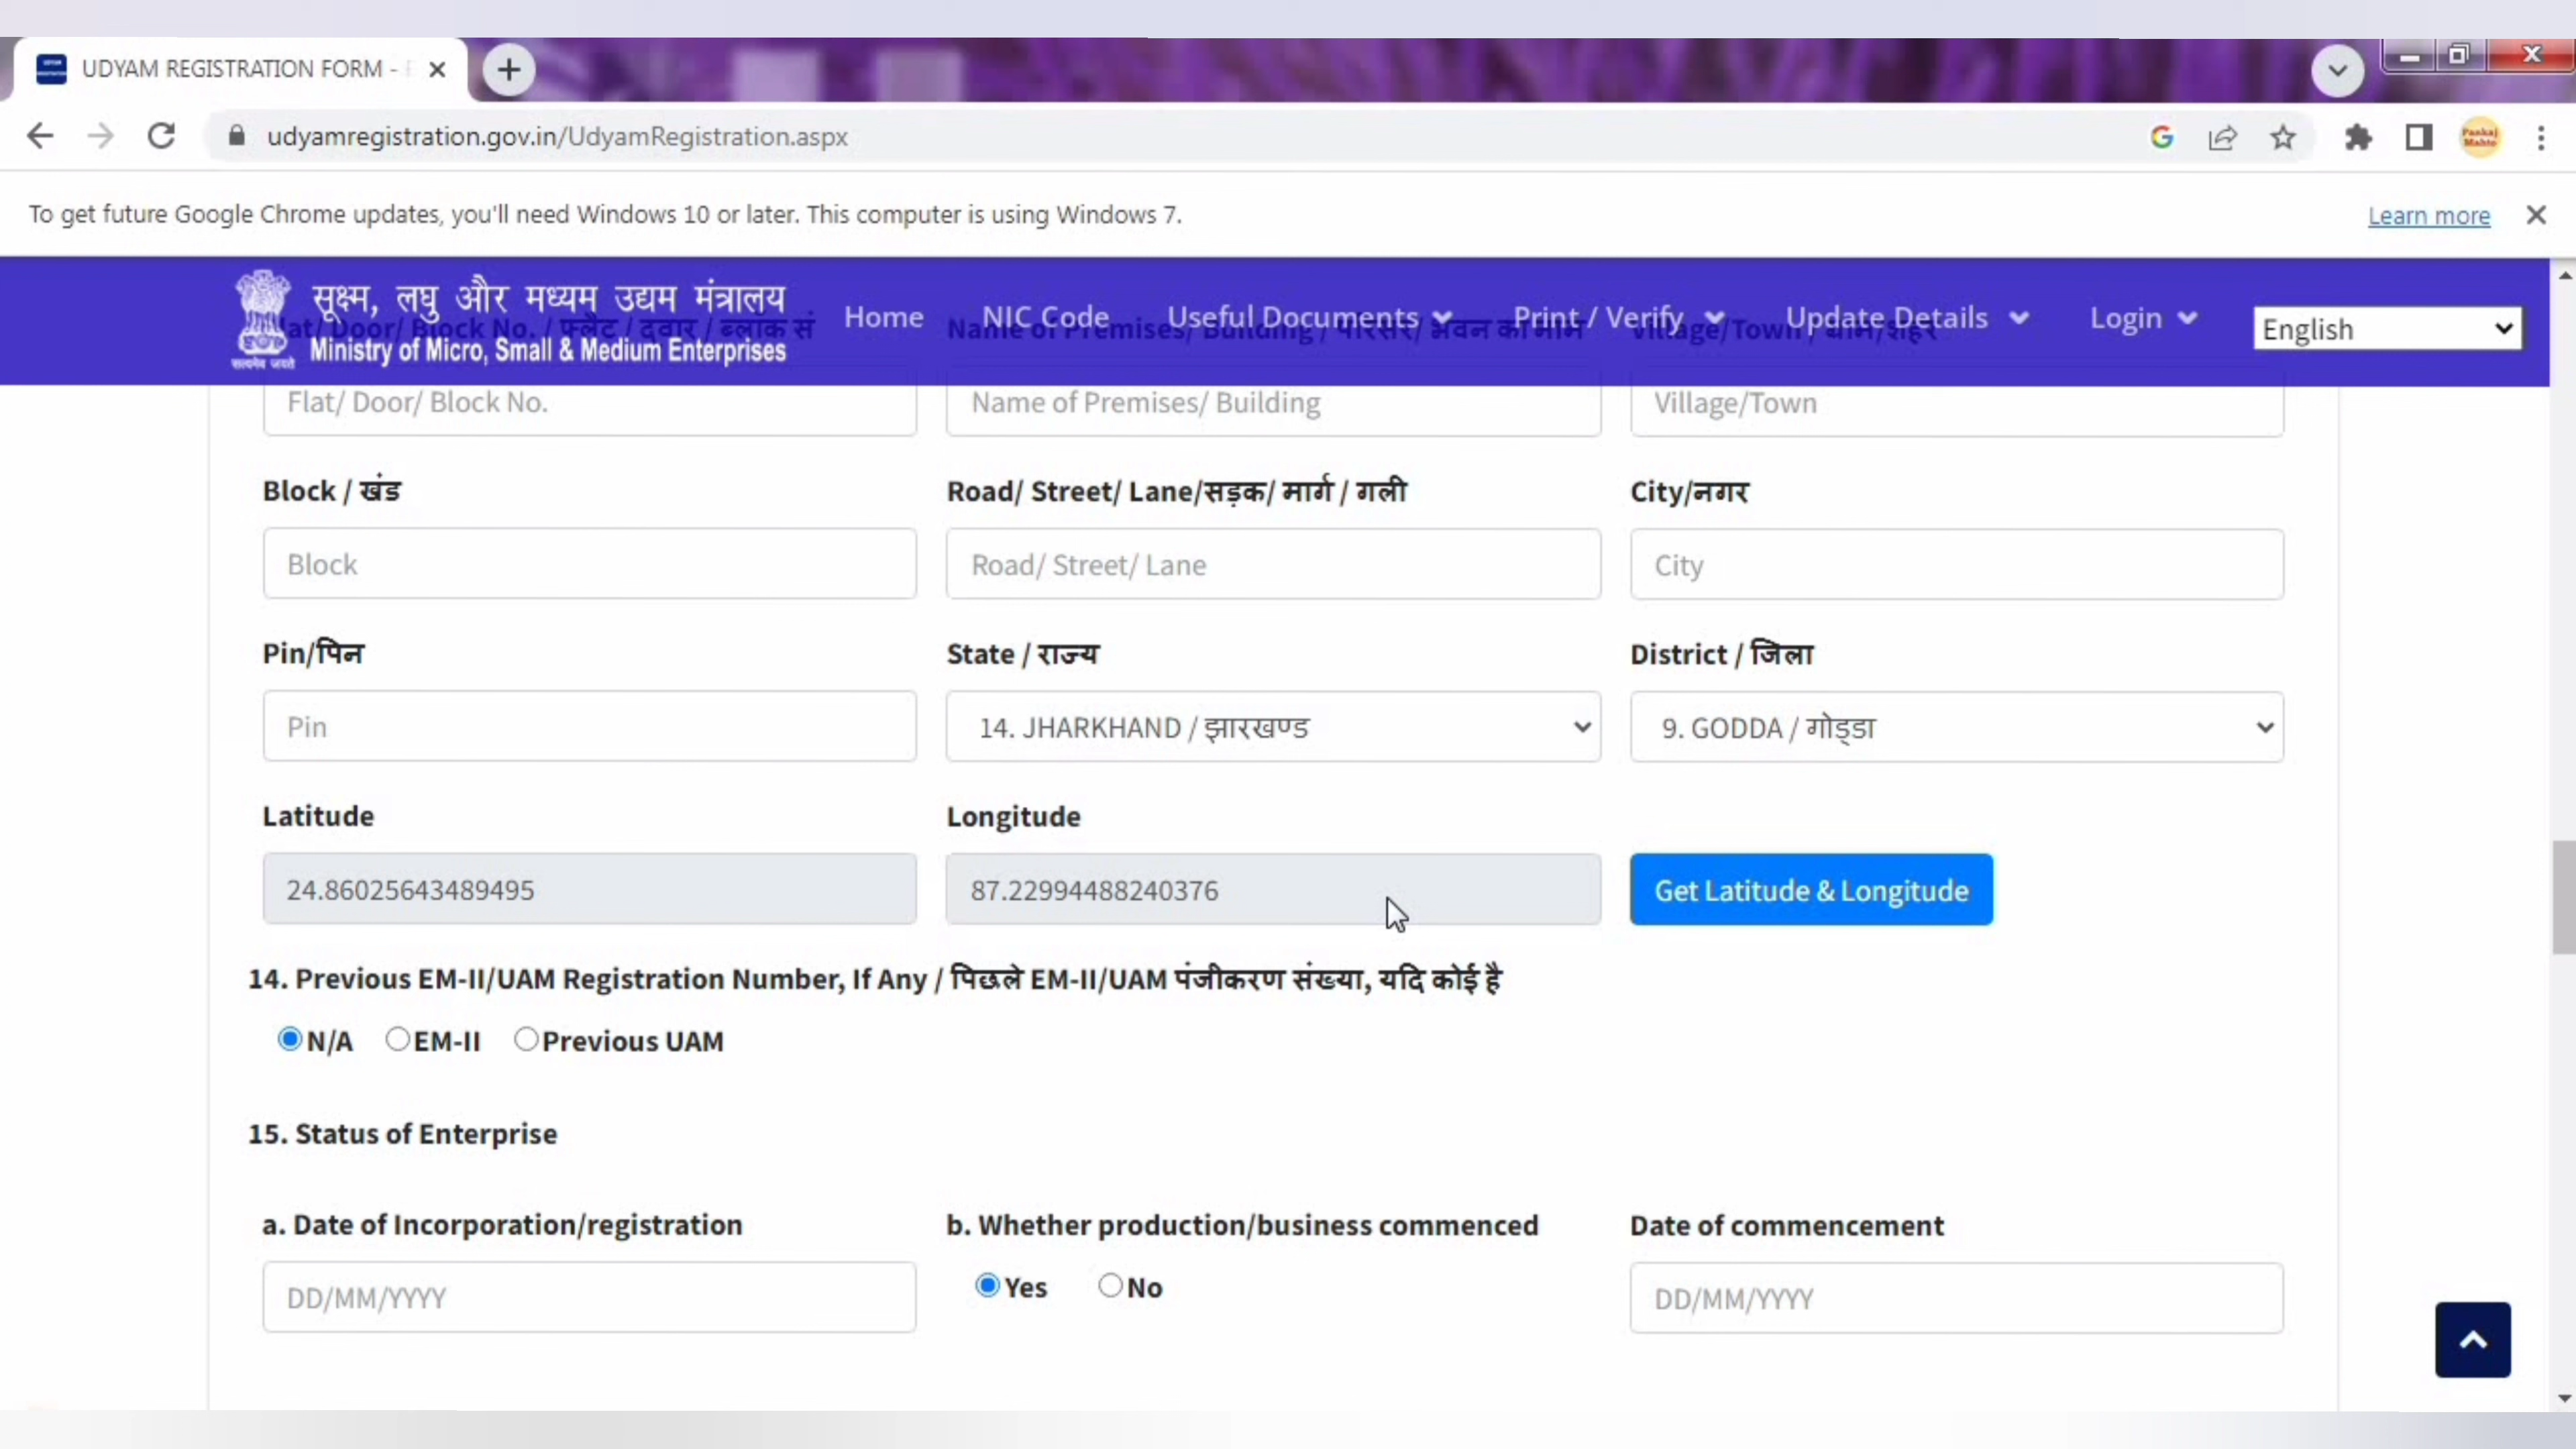 UDYAM REGISTRATION FORM -
udyamregistration.gov.in/UdyamRegistration.aspx
Pankaj
Mahto
To get future Google Chrome updates, you'll need Windows 10 or later. This computer is using Windows 7.
Learn more
सूक्ष्म, लघु और मध्यम उद्यम मंत्रालय
Ministry of Micro, Small & Medium Enterprises
सत्यमेव जयते
Home
NIC Code
Useful Documents
Print / Verify
Update Details
Login
English
Flat/ Door/ Block No.
Name of Premises/ Building
Village/Town
Block / खंड
Road/ Street/ Lane/सड़क/ मार्ग / गली
City/नगर
Block
Road/ Street/ Lane
City
Pin/पिन
State / राज्य
District / जिला
Pin
14. JHARKHAND / झारखण्ड
9. GODDA / गोड्डा
Latitude
Longitude
24.86025643489495
87.22994488240376
Get Latitude & Longitude
14. Previous EM-II/UAM Registration Number, If Any / पिछले EM-II/UAM पंजीकरण संख्या, यदि कोई है
N/A
EM-II
Previous UAM
15. Status of Enterprise
a. Date of Incorporation/registration
b. Whether production/business commenced
Date of commencement
DD/MM/YYYY
Yes
No
DD/MM/YYYY